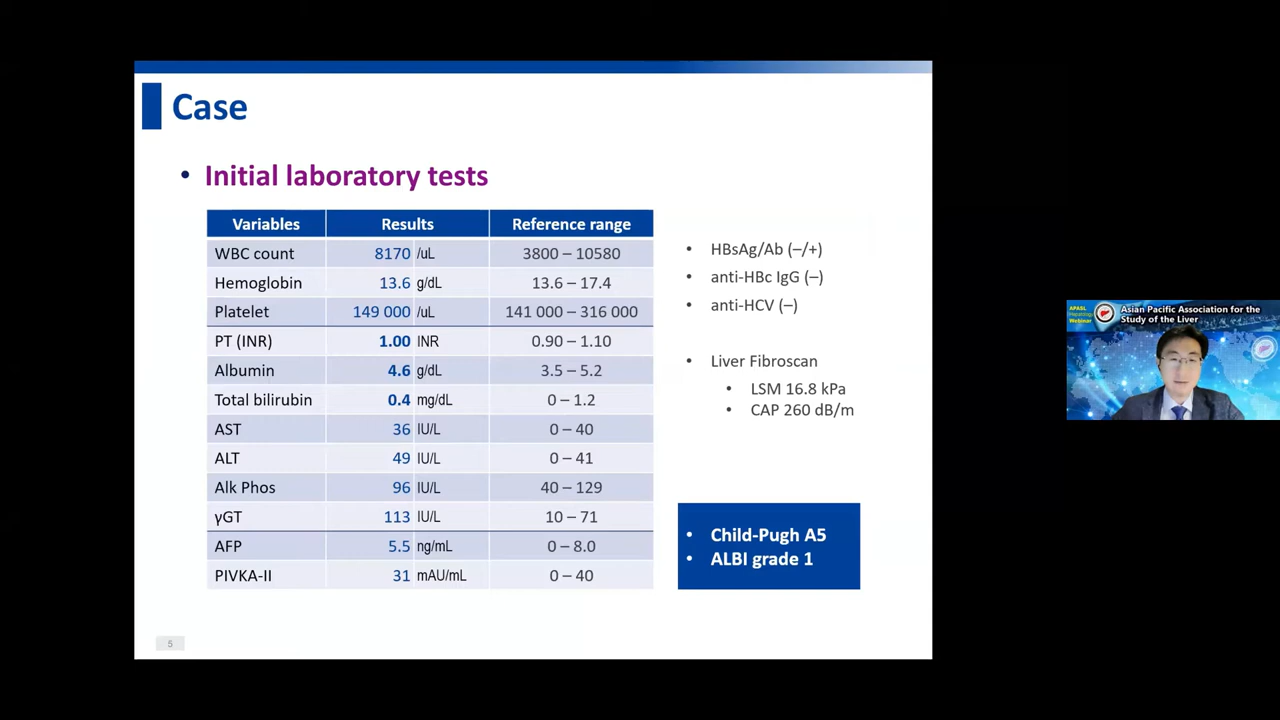 Case
• Initial laboratory tests
Variables Results Reference range
WBC count 8170 /uL 3800 – 10580
Hemoglobin 13.6 g/dL 13.6 – 17.4
Platelet 149 000 /uL 141 000 – 316 000
PT (INR) 1.00 INR 0.90 – 1.10
Albumin 4.6 g/dL 3.5 – 5.2
Total bilirubin 0.4 mg/dL 0 – 1.2
AST 36 IU/L 0 – 40
ALT 49 IU/L 0 – 41
Alk Phos 96 IU/L 40 – 129
γGT 113 IU/L 10 – 71
AFP 5.5 ng/mL 0 – 8.0
PIVKA-II 31 mAU/mL 0 – 40
• HBsAg/Ab (–/+)
• anti-HBc IgG (–)
• anti-HCV (–)
• Liver Fibroscan
• LSM 16.8 kPa
• CAP 260 dB/m
• Child-Pugh A5
• ALBI grade 1
5
APASL
Hepatology
Webinar
Asian Pacific Association for the
Study of the Liver